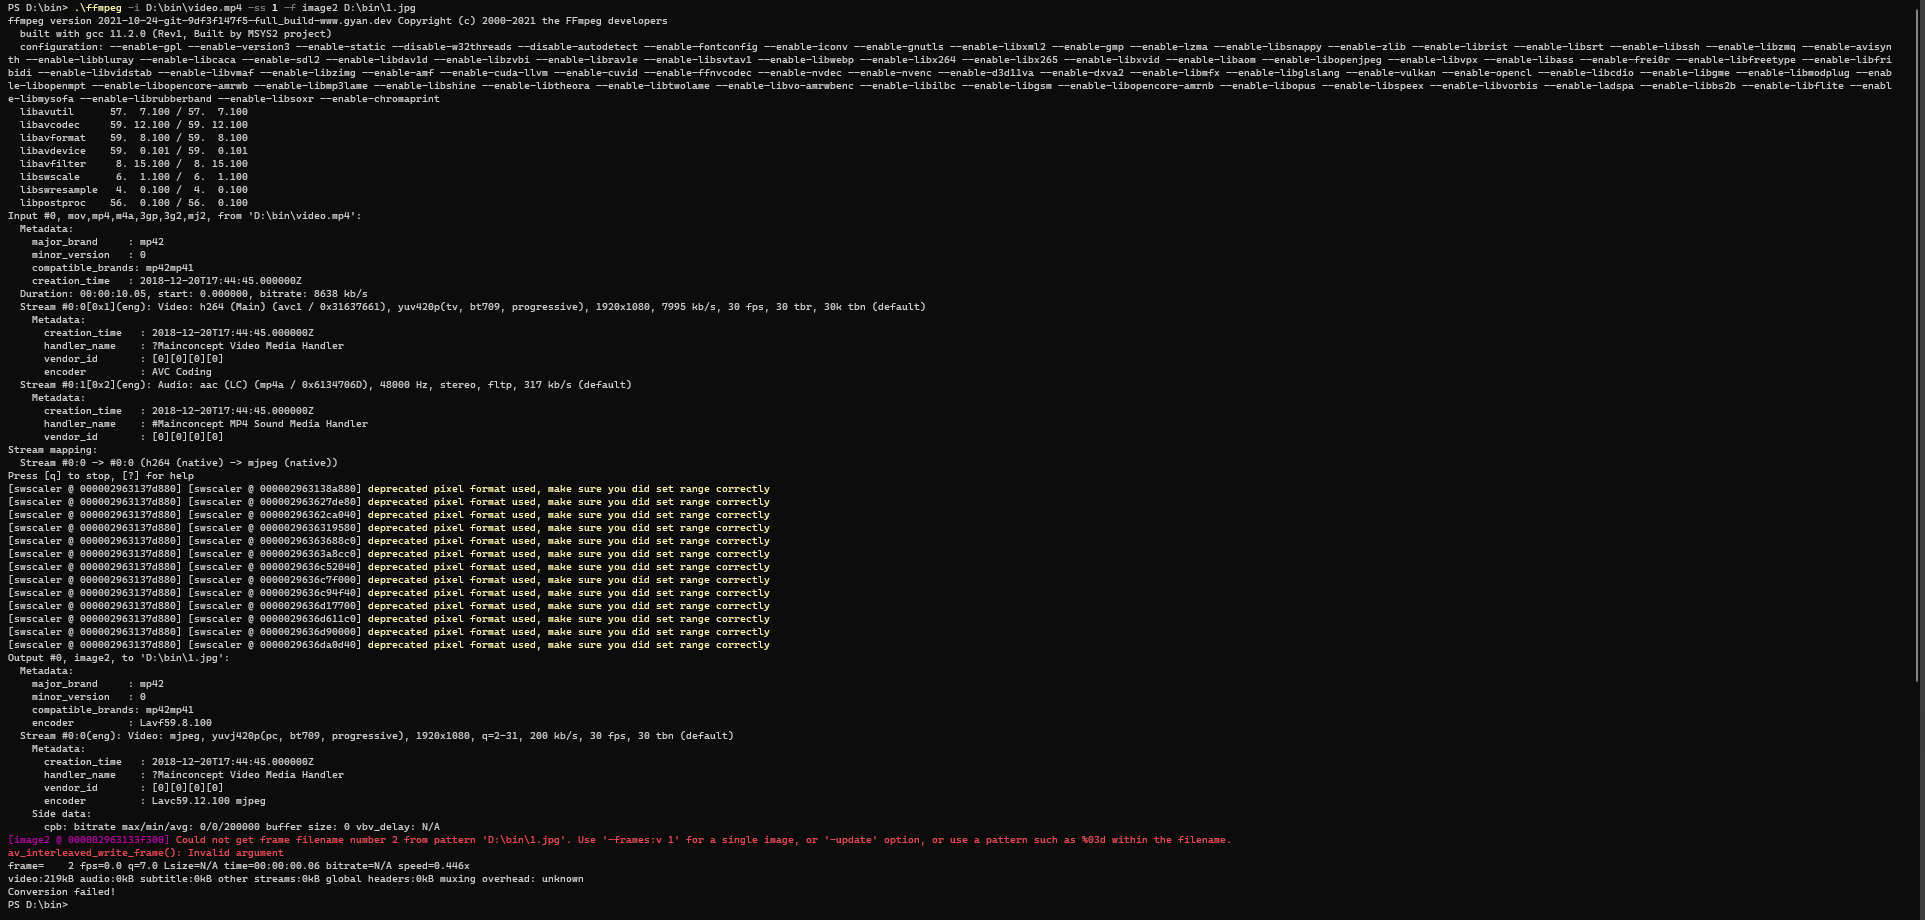 PS D:\bin> .\ffmpeg -i D:\bin\video.mp4 -ss 1 -f image2 D:\bin\1.jpg
ffmpeg version 2021-10-24-git-9df3f147f5-full_build-www.gyan.dev Copyright (c) 2000-2021 the FFmpeg developers
  built with gcc 11.2.0 (Rev1, Built by MSYS2 project)
  configuration: --enable-gpl --enable-version3 --enable-static --disable-w32threads --disable-autodetect --enable-fontconfig --enable-iconv --enable-gnutls --enable-libxml2 --enable-gmp --enable-lzma --enable-libsnappy --enable-zlib --enable-librist --enable-libsrt --enable-libssh --enable-libzmq --enable-avisyn
th --enable-libbluray --enable-libcaca --enable-sdl2 --enable-libdav1d --enable-libzvbi --enable-librav1e --enable-libsvtav1 --enable-libwebp --enable-libx264 --enable-libx265 --enable-libxvid --enable-libaom --enable-libopenjpeg --enable-libvpx --enable-libass --enable-frei0r --enable-libfreetype --enable-libfri
bidi --enable-libvidstab --enable-libvmaf --enable-libzimg --enable-amf --enable-cuda-llvm --enable-cuvid --enable-ffnvcodec --enable-nvdec --enable-nvenc --enable-d3d11va --enable-dxva2 --enable-libmfx --enable-libglslang --enable-vulkan --enable-opencl --enable-libcdio --enable-libgme --enable-libmodplug --enab
le-libopenmpt --enable-libopencore-amrwb --enable-libmp3lame --enable-libshine --enable-libtheora --enable-libtwolame --enable-libvo-amrwbenc --enable-libilbc --enable-libgsm --enable-libopencore-amrnb --enable-libopus --enable-libspeex --enable-libvorbis --enable-ladspa --enable-libbs2b --enable-libflite --enabl
e-libmysofa --enable-librubberband --enable-libsoxr --enable-chromaprint
  libavutil      57.  7.100 / 57.  7.100
  libavcodec     59. 12.100 / 59. 12.100
  libavformat    59.  8.100 / 59.  8.100
  libavdevice    59.  0.101 / 59.  0.101
  libavfilter     8. 15.100 /  8. 15.100
  libswscale      6.  1.100 /  6.  1.100
  libswresample   4.  0.100 /  4.  0.100
  libpostproc    56.  0.100 / 56.  0.100
Input #0, mov,mp4,m4a,3gp,3g2,mj2, from 'D:\bin\video.mp4':
  Metadata:
    major_brand     : mp42
    minor_version   : 0
    compatible_brands: mp42mp41
    creation_time   : 2018-12-20T17:44:45.000000Z
  Duration: 00:00:10.05, start: 0.000000, bitrate: 8638 kb/s
  Stream #0:0[0x1](eng): Video: h264 (Main) (avc1 / 0x31637661), yuv420p(tv, bt709, progressive), 1920x1080, 7995 kb/s, 30 fps, 30 tbr, 30k tbn (default)
    Metadata:
      creation_time   : 2018-12-20T17:44:45.000000Z
      handler_name    : ?Mainconcept Video Media Handler
      vendor_id       : [0][0][0][0]
      encoder         : AVC Coding
  Stream #0:1[0x2](eng): Audio: aac (LC) (mp4a / 0x6134706D), 48000 Hz, stereo, fltp, 317 kb/s (default)
    Metadata:
      creation_time   : 2018-12-20T17:44:45.000000Z
      handler_name    : #Mainconcept MP4 Sound Media Handler
      vendor_id       : [0][0][0][0]
Stream mapping:
  Stream #0:0 -> #0:0 (h264 (native) -> mjpeg (native))
Press [q] to stop, [?] for help
[swscaler @ 000002963137d880] [swscaler @ 000002963138a880] deprecated pixel format used, make sure you did set range correctly
[swscaler @ 000002963137d880] [swscaler @ 000002963627de80] deprecated pixel format used, make sure you did set range correctly
[swscaler @ 000002963137d880] [swscaler @ 00000296362ca040] deprecated pixel format used, make sure you did set range correctly
[swscaler @ 000002963137d880] [swscaler @ 0000029636319580] deprecated pixel format used, make sure you did set range correctly
[swscaler @ 000002963137d880] [swscaler @ 00000296363688c0] deprecated pixel format used, make sure you did set range correctly
[swscaler @ 000002963137d880] [swscaler @ 00000296363a8cc0] deprecated pixel format used, make sure you did set range correctly
[swscaler @ 000002963137d880] [swscaler @ 0000029636c52040] deprecated pixel format used, make sure you did set range correctly
[swscaler @ 000002963137d880] [swscaler @ 0000029636c7f000] deprecated pixel format used, make sure you did set range correctly
[swscaler @ 000002963137d880] [swscaler @ 0000029636c94f40] deprecated pixel format used, make sure you did set range correctly
[swscaler @ 000002963137d880] [swscaler @ 0000029636d17700] deprecated pixel format used, make sure you did set range correctly
[swscaler @ 000002963137d880] [swscaler @ 0000029636d611c0] deprecated pixel format used, make sure you did set range correctly
[swscaler @ 000002963137d880] [swscaler @ 0000029636d90000] deprecated pixel format used, make sure you did set range correctly
[swscaler @ 000002963137d880] [swscaler @ 0000029636da0d40] deprecated pixel format used, make sure you did set range correctly
Output #0, image2, to 'D:\bin\1.jpg':
  Metadata:
    major_brand     : mp42
    minor_version   : 0
    compatible_brands: mp42mp41
    encoder         : Lavf59.8.100
  Stream #0:0(eng): Video: mjpeg, yuvj420p(pc, bt709, progressive), 1920x1080, q=2-31, 200 kb/s, 30 fps, 30 tbn (default)
    Metadata:
      creation_time   : 2018-12-20T17:44:45.000000Z
      handler_name    : ?Mainconcept Video Media Handler
      vendor_id       : [0][0][0][0]
      encoder         : Lavc59.12.100 mjpeg
    Side data:
      cpb: bitrate max/min/avg: 0/0/200000 buffer size: 0 vbv_delay: N/A
[image2 @ 000002963133f300] Could not get frame filename number 2 from pattern 'D:\bin\1.jpg'. Use '-frames:v 1' for a single image, or '-update' option, or use a pattern such as %03d within the filename.
av_interleaved_write_frame(): Invalid argument
frame=    2 fps=0.0 q=7.0 Lsize=N/A time=00:00:00.06 bitrate=N/A speed=0.446x
video:219kB audio:0kB subtitle:0kB other streams:0kB global headers:0kB muxing overhead: unknown
Conversion failed!
PS D:\bin>